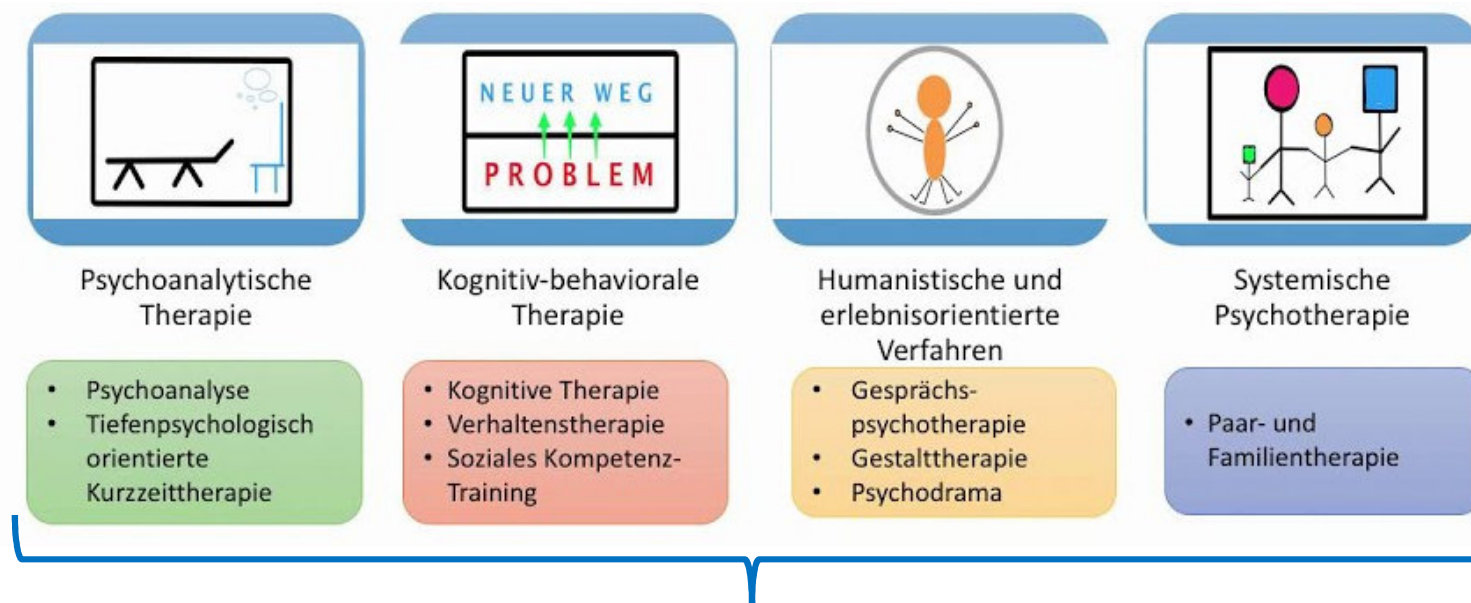 NEUER WEG
PROBLEM
Psychoanalytische
Therapie
Kognitiv-behaviorale
Therapie
Humanistische und
erlebnisorientierte
Verfahren
Systemische
Psychotherapie
• Psychoanalyse
• Tiefenpsychologisch
orientierte
Kurzzeittherapie
• Kognitive Therapie
• Verhaltenstherapie
• Soziales Kompetenz-
Training
• Gesprächs-
psychotherapie
• Gestalttherapie
• Psychodrama
• Paar- und
Familientherapie